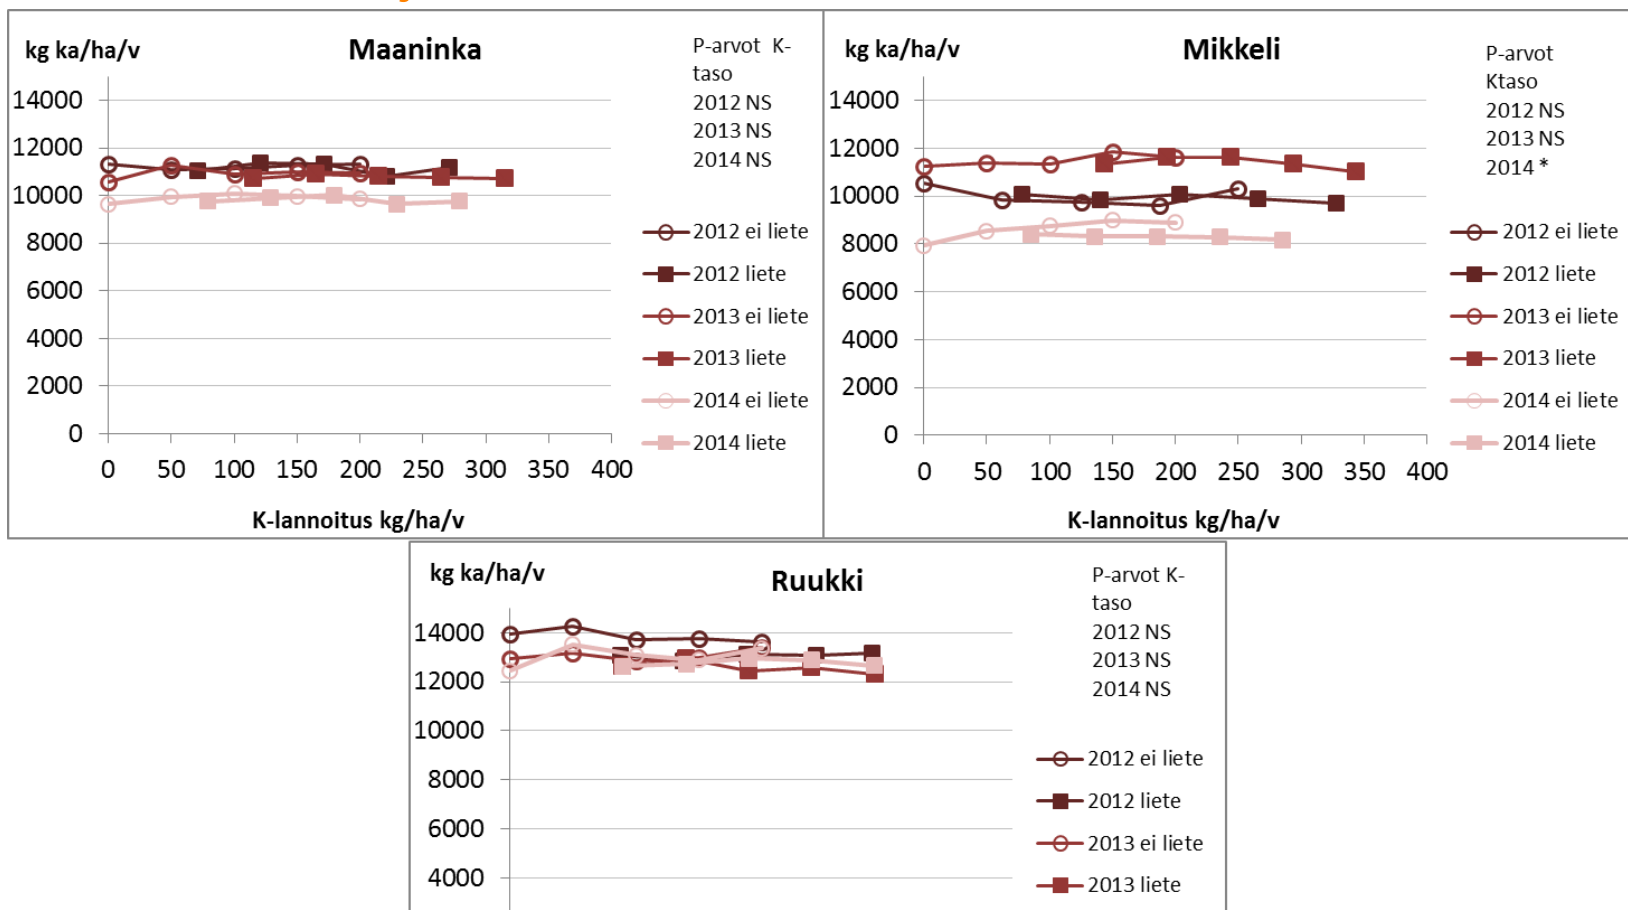 kg ka/ha/v
Maaninka
P-arvot K-
taso
2012 NS
2013 NS
2014 NS
14000
12000
10000
8000
6000
4000
2000
0
0 50 100 150 200 250 300 350 400
K-lannoitus kg/ha/v
2012 ei liete
2012 liete
2013 ei liete
2013 liete
2014 ei liete
2014 liete
kg ka/ha/v
Mikkeli
P-arvot
Ktaso
2012 NS
2013 NS
2014 *
14000
12000
10000
8000
6000
4000
2000
0
0 50 100 150 200 250 300 350 400
K-lannoitus kg/ha/v
2012 ei liete
2012 liete
2013 ei liete
2013 liete
2014 ei liete
2014 liete
kg ka/ha/v
Ruukki
P-arvot K-
taso
2012 NS
2013 NS
2014 NS
14000
12000
10000
8000
6000
4000
2012 ei liete
2012 liete
2013 ei liete
2013 liete